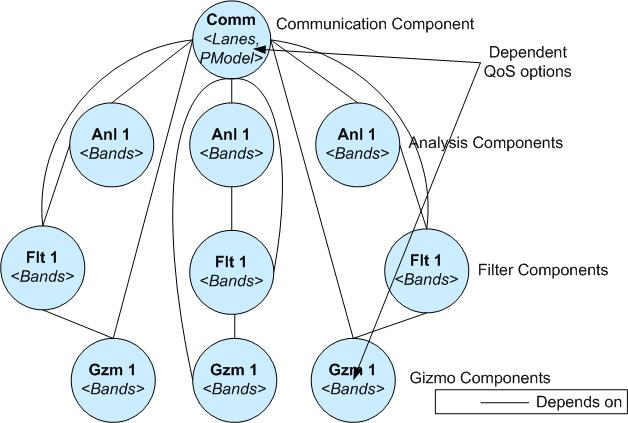 Comm
<Lanes,
PModel>
Communication Component
Dependent
QoS options
Anl 1
<Bands>
Anl 1
<Bands>
Anl 1
<Bands>
Analysis Components
Flt 1
<Bands>
Flt 1
<Bands>
Flt 1
<Bands>
Filter Components
Gzm 1
<Bands>
Gzm 1
<Bands>
Gzm 1
<Bands>
Gizmo Components
Depends on